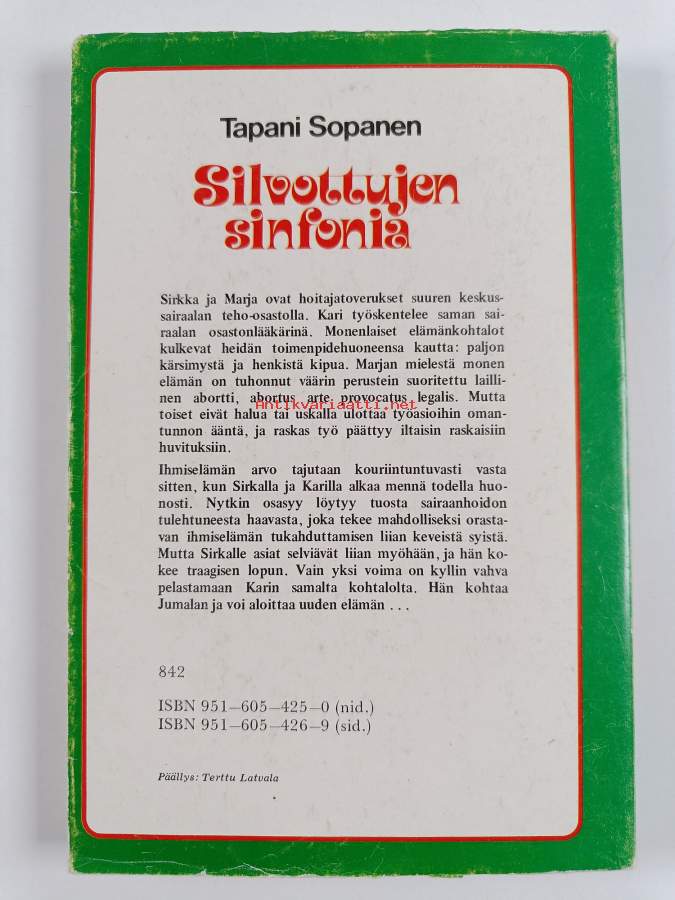 Tapani Sopanen
Silvottujen
sinfonia
Sirkka ja Marja ovat hoitajatoverukset suuren keskus-
sairaalan teho-osastolla. Kari työskentelee saman sai-
raalan osastonlääkärinä. Monenlaiset elämänkohtalot
kulkevat heidän toimenpidehuoneensa kautta: paljon
kärsimystä ja henkistä kipua. Marjan mielestä monen
elämän on tuhonnut väärin perustein suoritettu lailli-
nen abortti, abortus arte provocatus legalis. Mutta
Antikvariaatti.net
toiset eivät halua tai uskalla ulottaa työasioihin oman-
tunnon ääntä, ja raskas työ päättyy iltaisin raskaisiin
huvituksiin.
Ihmiselämän arvo tajutaan kouriintuntuvasti vasta
sitten, kun Sirkalla ja Karilla alkaa mennä todella huo-
nosti. Nytkin osasyy löytyy tuosta sairaanhoidon
tulehtuneesta haavasta, joka tekee mahdolliseksi orasta-
van ihmiselämän tukahduttamisen liian keveistä syistä.
Mutta Sirkalle asiat selviävät liian myöhään, ja hän ko-
kee traagisen lopun. Vain yksi voima on kyllin vahva
pelastamaan Karin samalta kohtalolta. Hän kohtaa
Jumalan ja voi aloittaa uuden elämän . . .
842
ISBN 951—605—425—0 (nid.)
ISBN 951—605—426—9 (sid.)
Päällys: Terttu Latvala